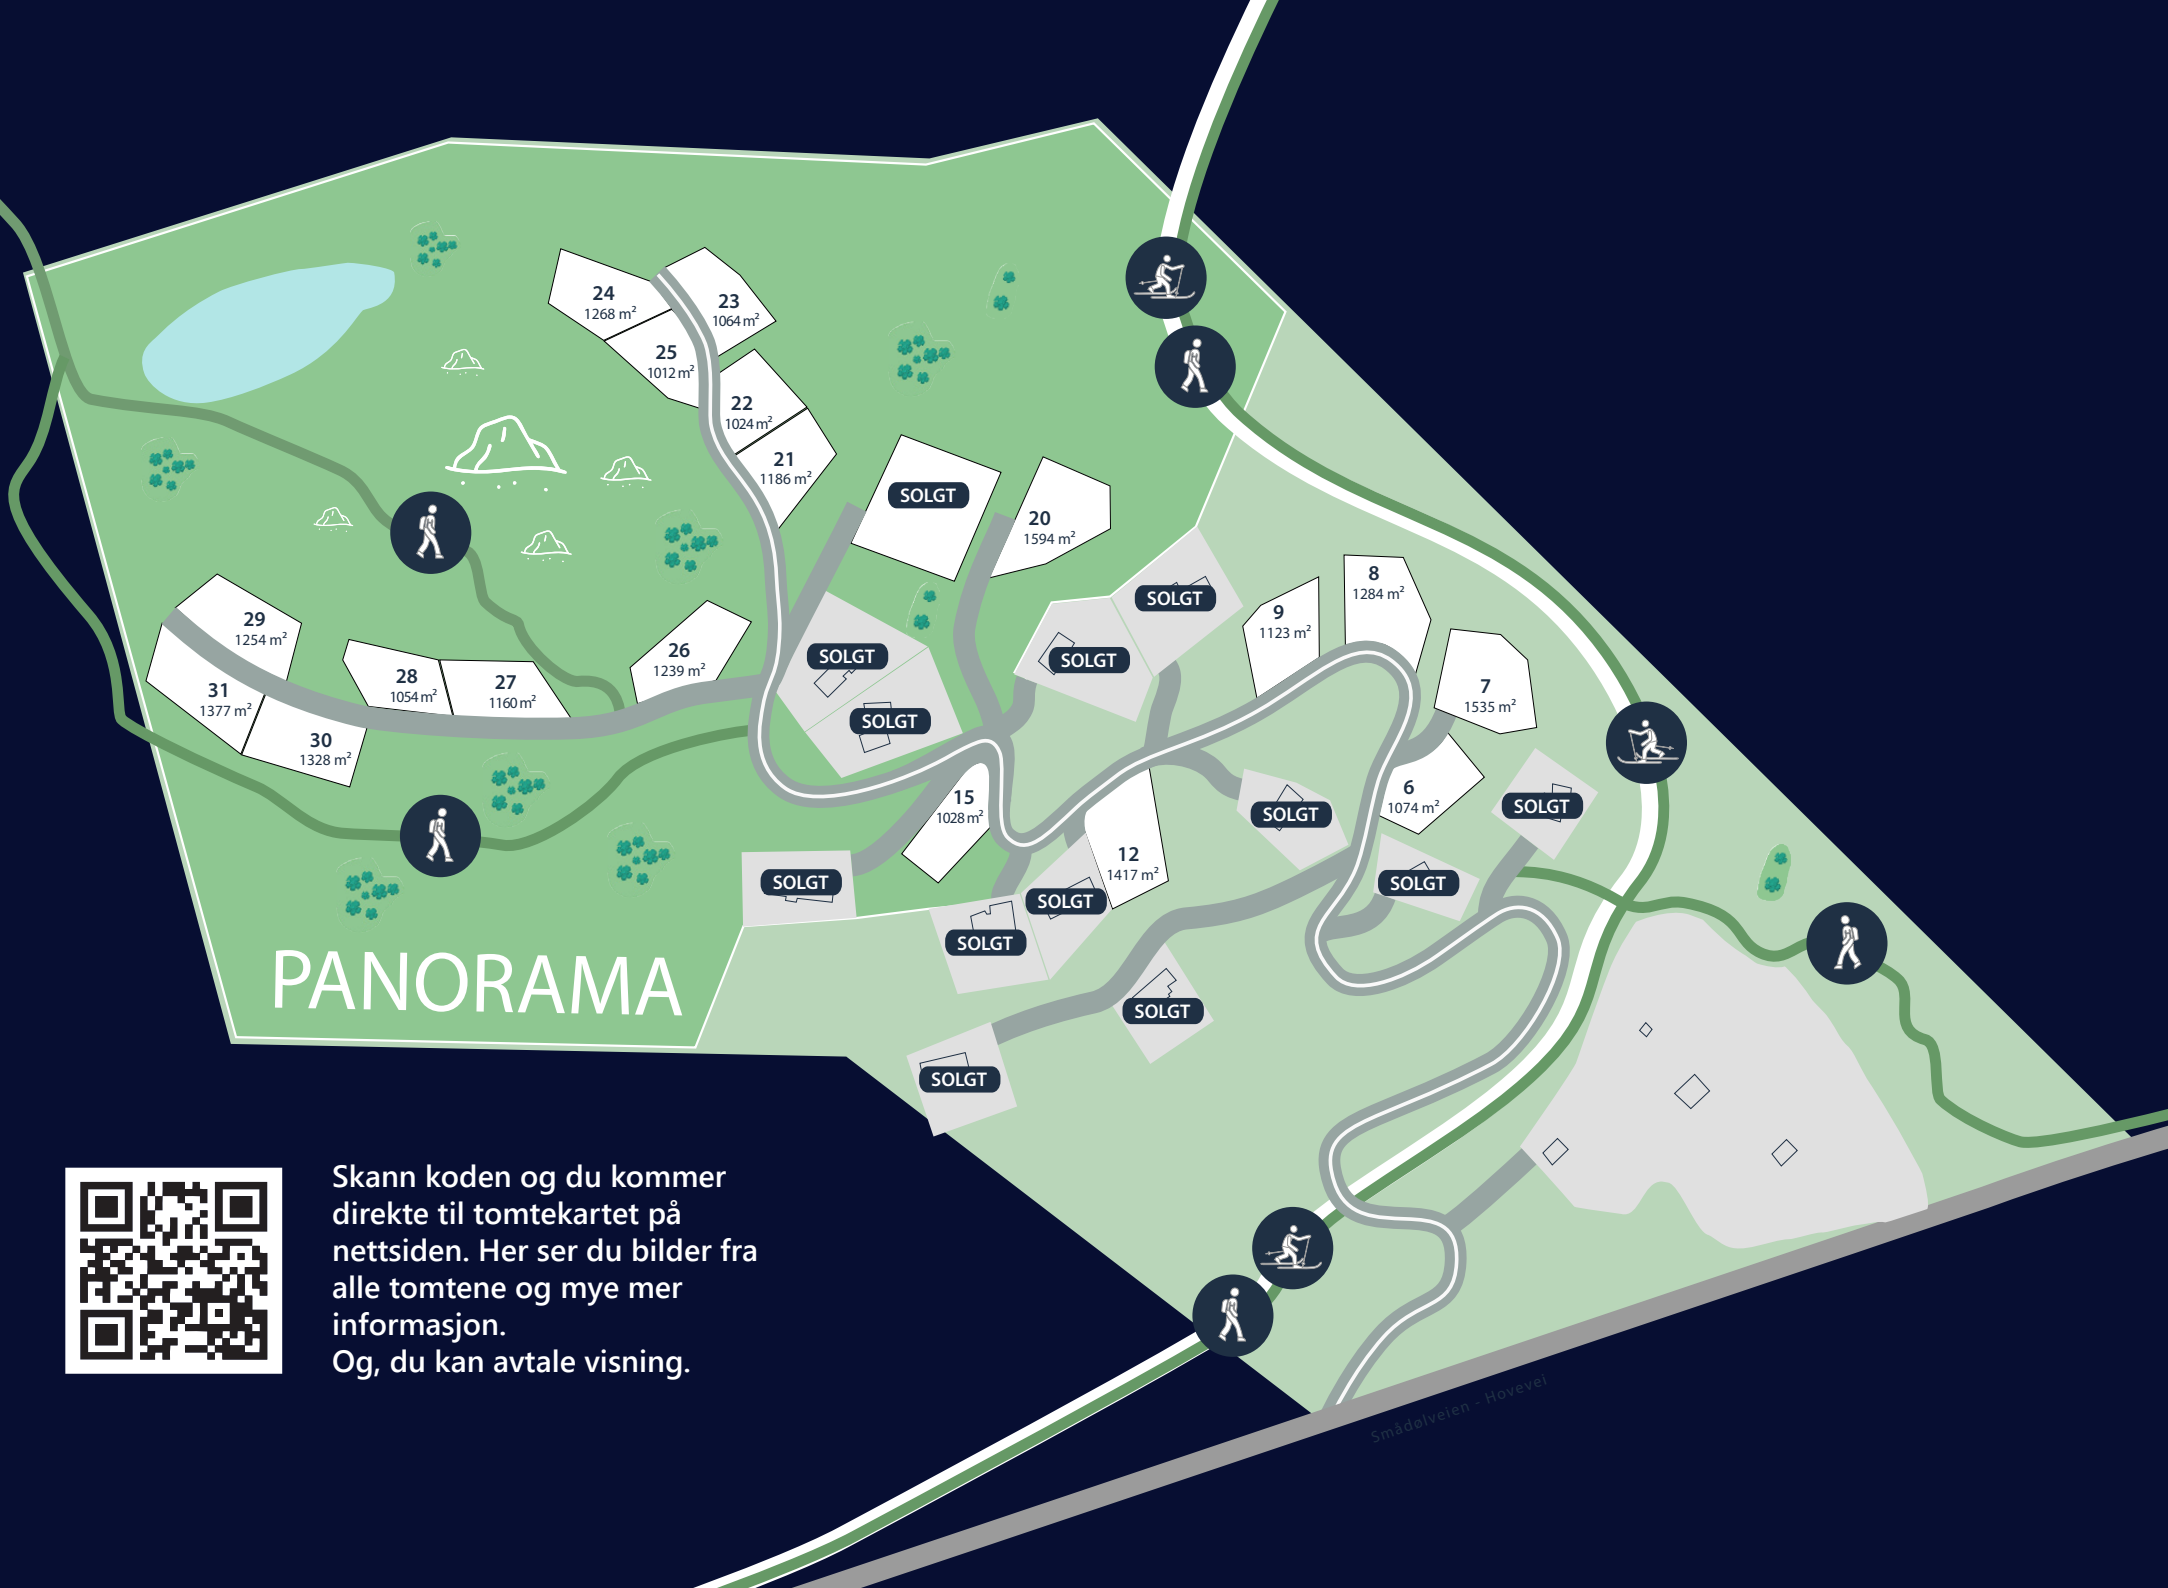 24
1268 m²
23
1064 m²
25
1012 m²
22
1024 m²
21
1186 m²
SOLGT
20
1594 m²
8
1284 m²
SOLGT
9
1123 m²
29
1254 m²
26
1239 m²
SOLGT
SOLGT
28
1054 m²
27
1160 m²
7
1535 m²
31
1377 m²
SOLGT
30
1328 m²
15
1028 m²
6
1074 m²
SOLGT
SOLGT
12
1417 m²
SOLGT
SOLGT
SOLGT
SOLGT
PANORAMA
SOLGT
SOLGT
Skann koden og du kommer
direkte til tomtekartet på
nettsiden. Her ser du bilder fra
alle tomtene og mye mer
informasjon.
Og, du kan avtale visning.
Smådølveien - Hovevei
SOLGT